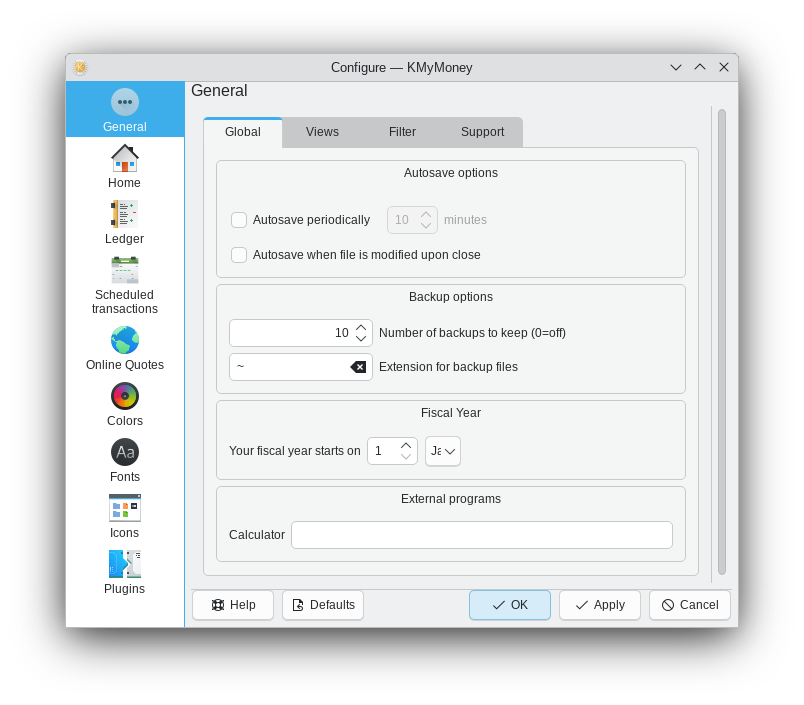 Configure — KMyMoney
General
Home
Ledger
Scheduled
transactions
Online Quotes
Colors
Aa
Fonts
Icons
Plugins
General
Global Views Filter Support
Autosave options
Autosave periodically 10 minutes
Autosave when file is modified upon close
Backup options
10 Number of backups to keep (0=off)
~ Extension for backup files
Fiscal Year
Your fiscal year starts on 1 Ja
External programs
Calculator
Help Defaults OK Apply Cancel